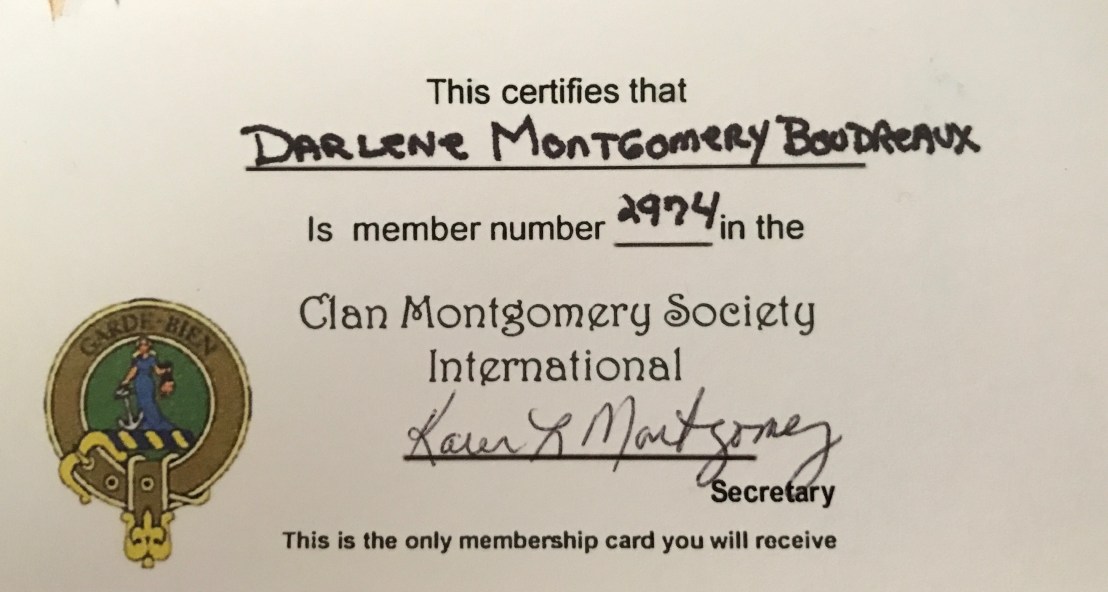 This certifies that
DARLENE MONTGOMERY BOUDREAUX
Is member number 2974 in the
Clan Montgomery Society
International
Karen L Montgomery
Secretary
This is the only membership card you will receive
GARDE-BIEN